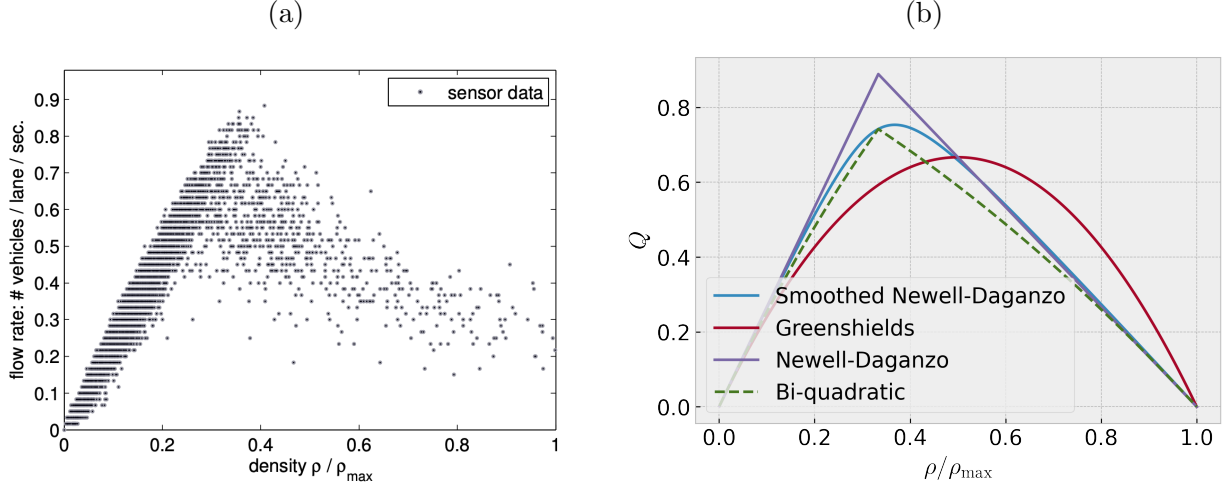 (a)
sensor data
flow rate: # vehicles / lane / sec.
0.9
0.8
0.7
0.6
0.5
0.4
0.3
0.2
0.1
0
0
0.2
0.4
0.6
0.8
1
density ρ / ρmax
(b)
Q
0.8
0.6
0.4
0.2
0.0
Smoothed Newell-Daganzo
Greenshields
Newell-Daganzo
Bi-quadratic
0.0
0.2
0.4
0.6
0.8
1.0
ρ/ρmax